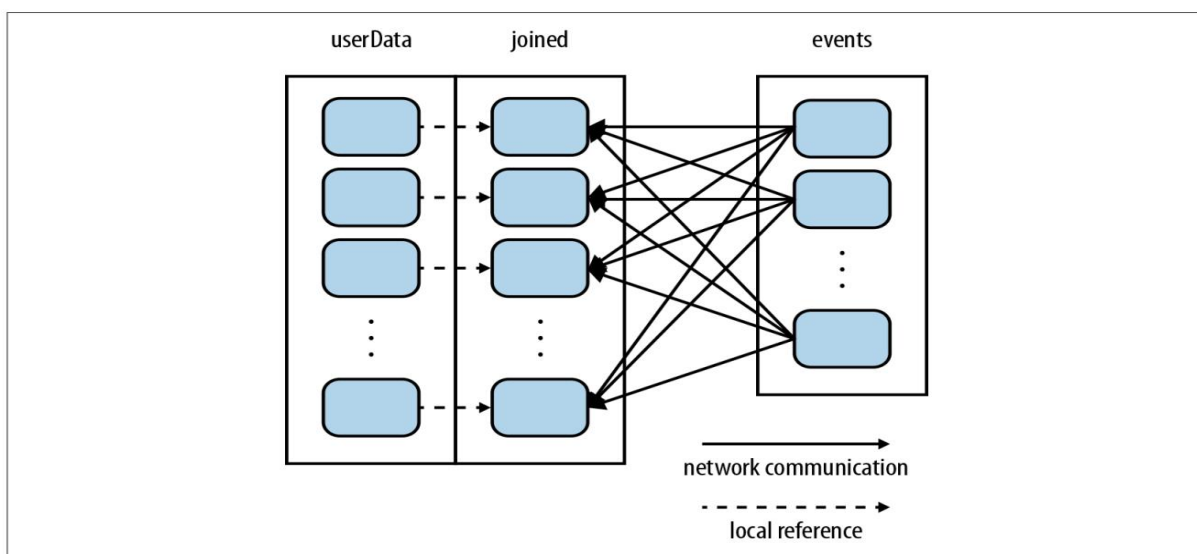 userData
joined
events
network communication
local reference